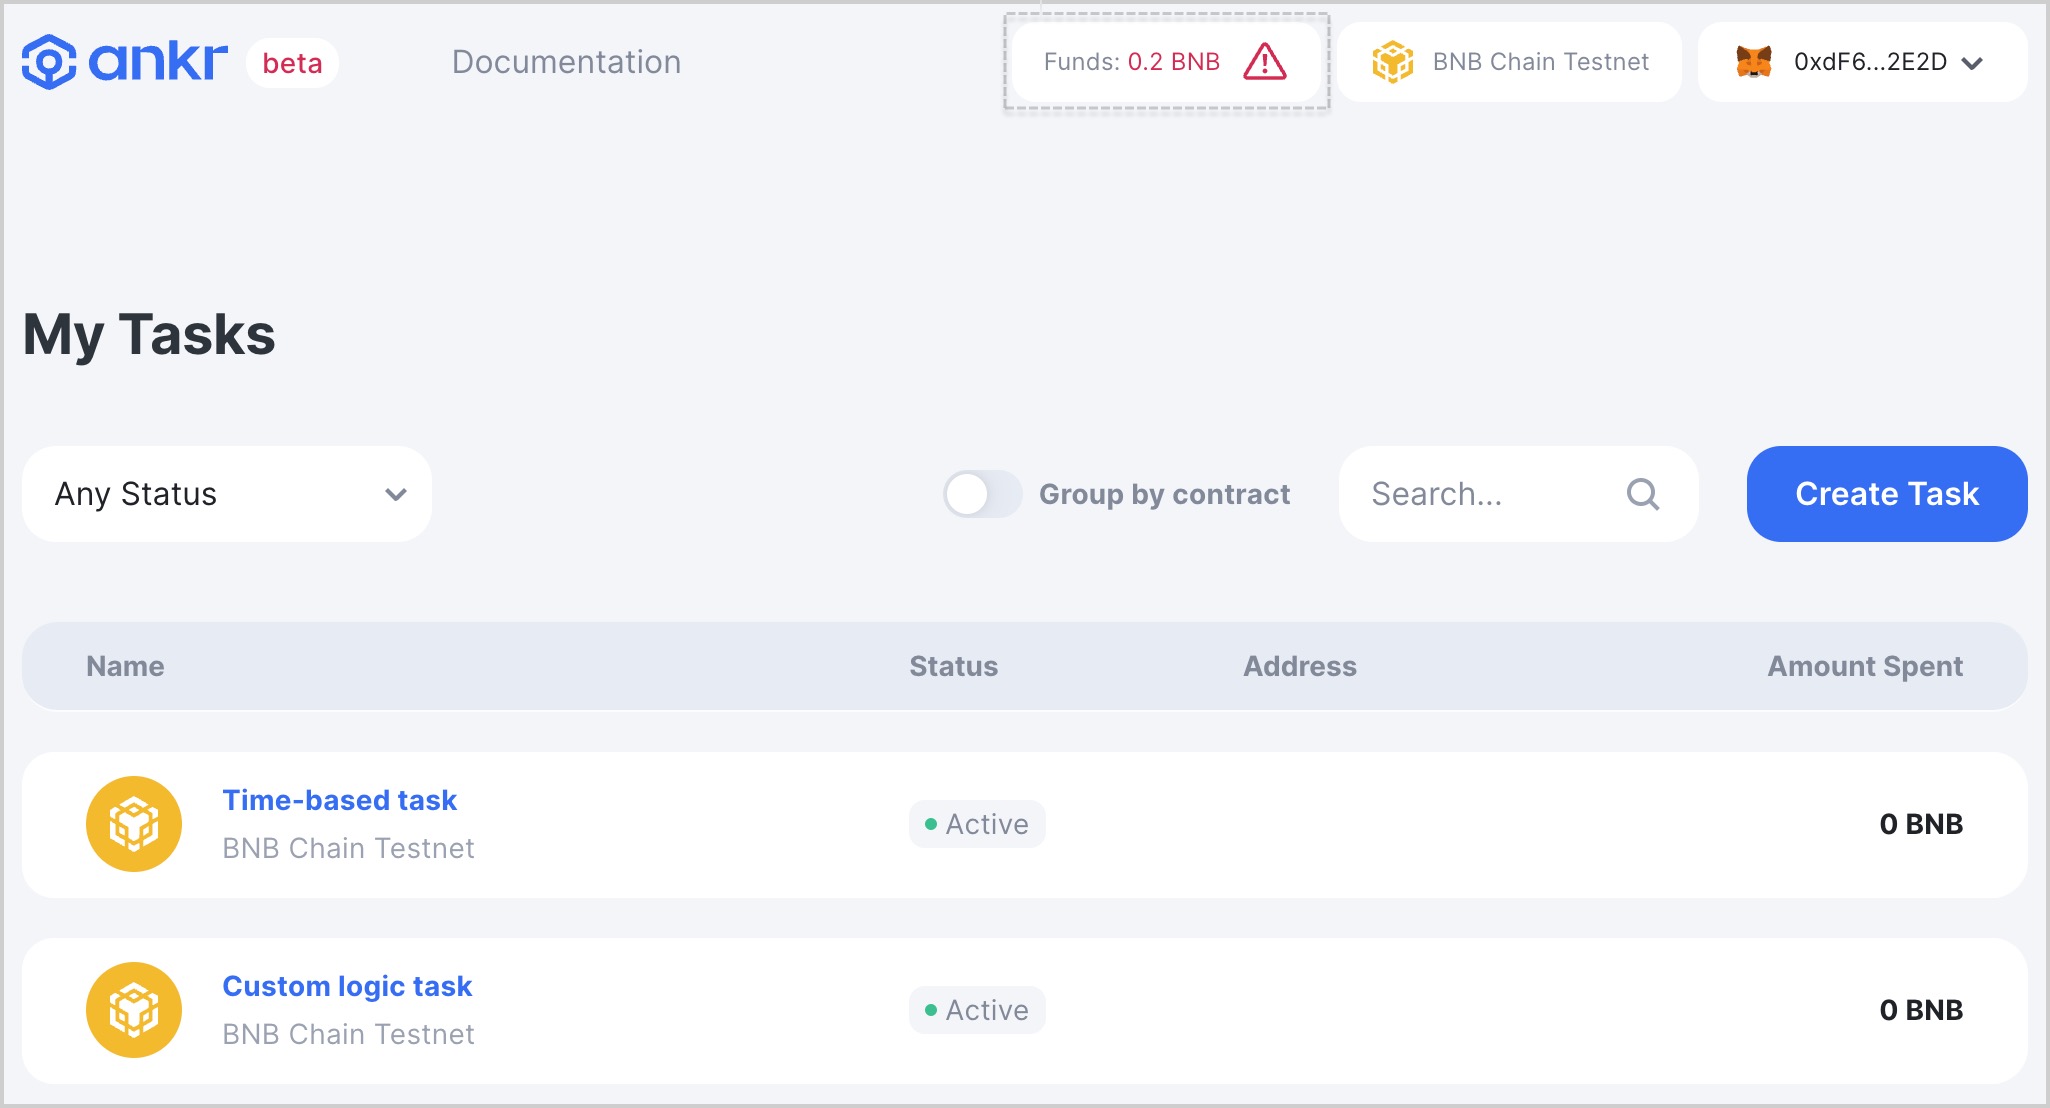 ankr beta Documentation Funds: 0.2 BNB BNB Chain Testnet 0xdF6...2E2D
My Tasks
Any Status Group by contract Search... Create Task
Name Status Address Amount Spent
Time-based task
BNB Chain Testnet
Active
0 BNB
Custom logic task
BNB Chain Testnet
Active
0 BNB